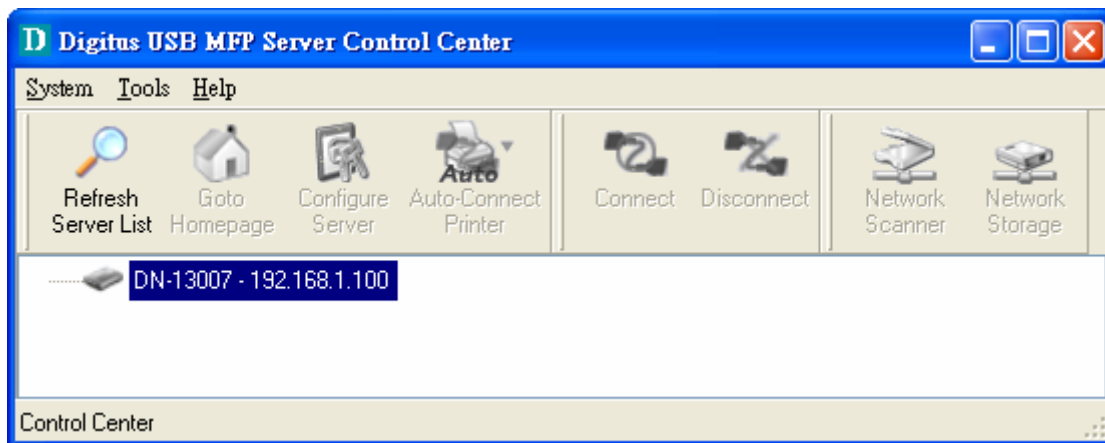 D Digitus USB MFP Server Control Center
System Tools Help
Auto
Refresh Goto Configure Auto-Connect Connect Disconnect Network Network
Server List Homepage Server Printer Scanner Storage
DN-13007 - 192.168.1.100
Control Center